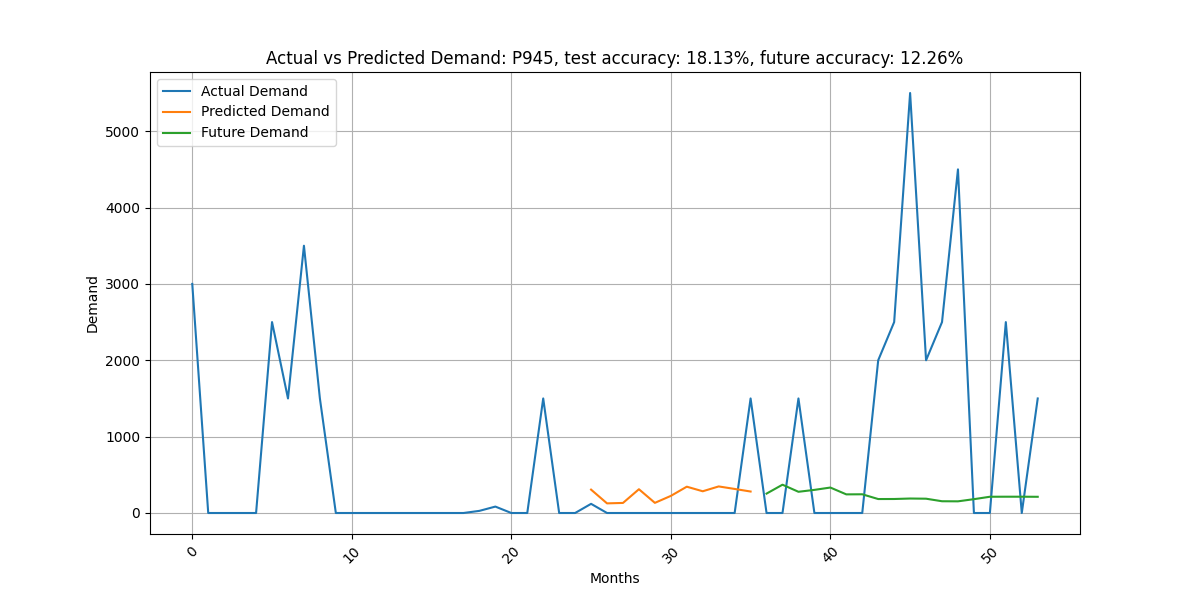 Actual vs Predicted Demand: P945, test accuracy: 18.13%, future accuracy: 12.26%
Actual Demand
Predicted Demand
Future Demand
5000
4000
3000
2000
1000
0
Demand
0
10
20
30
40
50
Months